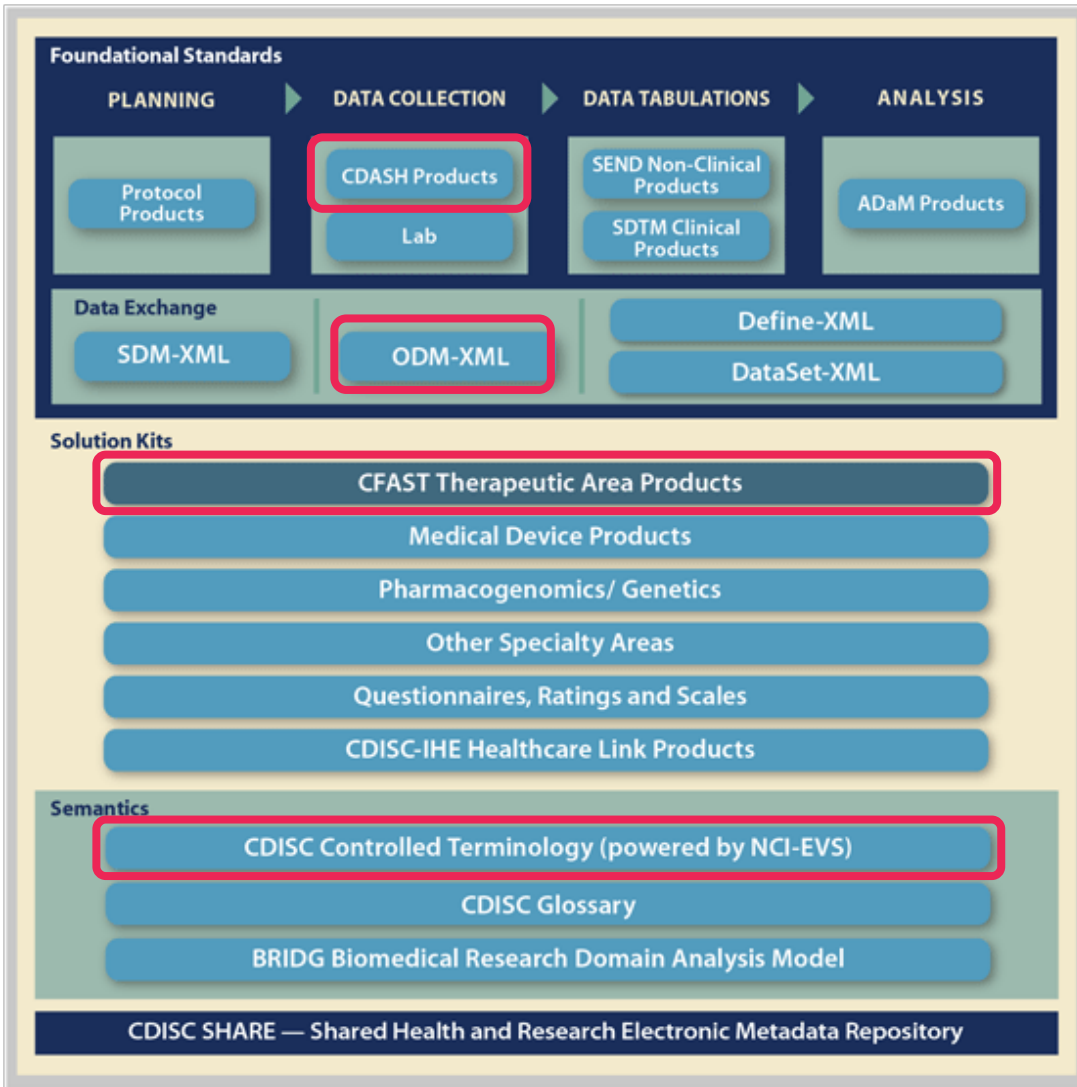 Foundational Standards
PLANNING
DATA COLLECTION
DATA TABULATIONS
ANALYSIS
Protocol
Products
CDASH Products
Lab
SEND Non-Clinical
Products
SDTM Clinical
Products
ADaM Products
Data Exchange
SDM-XML
ODM-XML
Define-XML
DataSet-XML
Solution Kits
CFAST Therapeutic Area Products
Medical Device Products
Pharmacogenomics/ Genetics
Other Specialty Areas
Questionnaires, Ratings and Scales
CDISC-IHE Healthcare Link Products
Semantics
CDISC Controlled Terminology (powered by NCI-EVS)
CDISC Glossary
BRIDG Biomedical Research Domain Analysis Model
CDISC SHARE — Shared Health and Research Electronic Metadata Repository